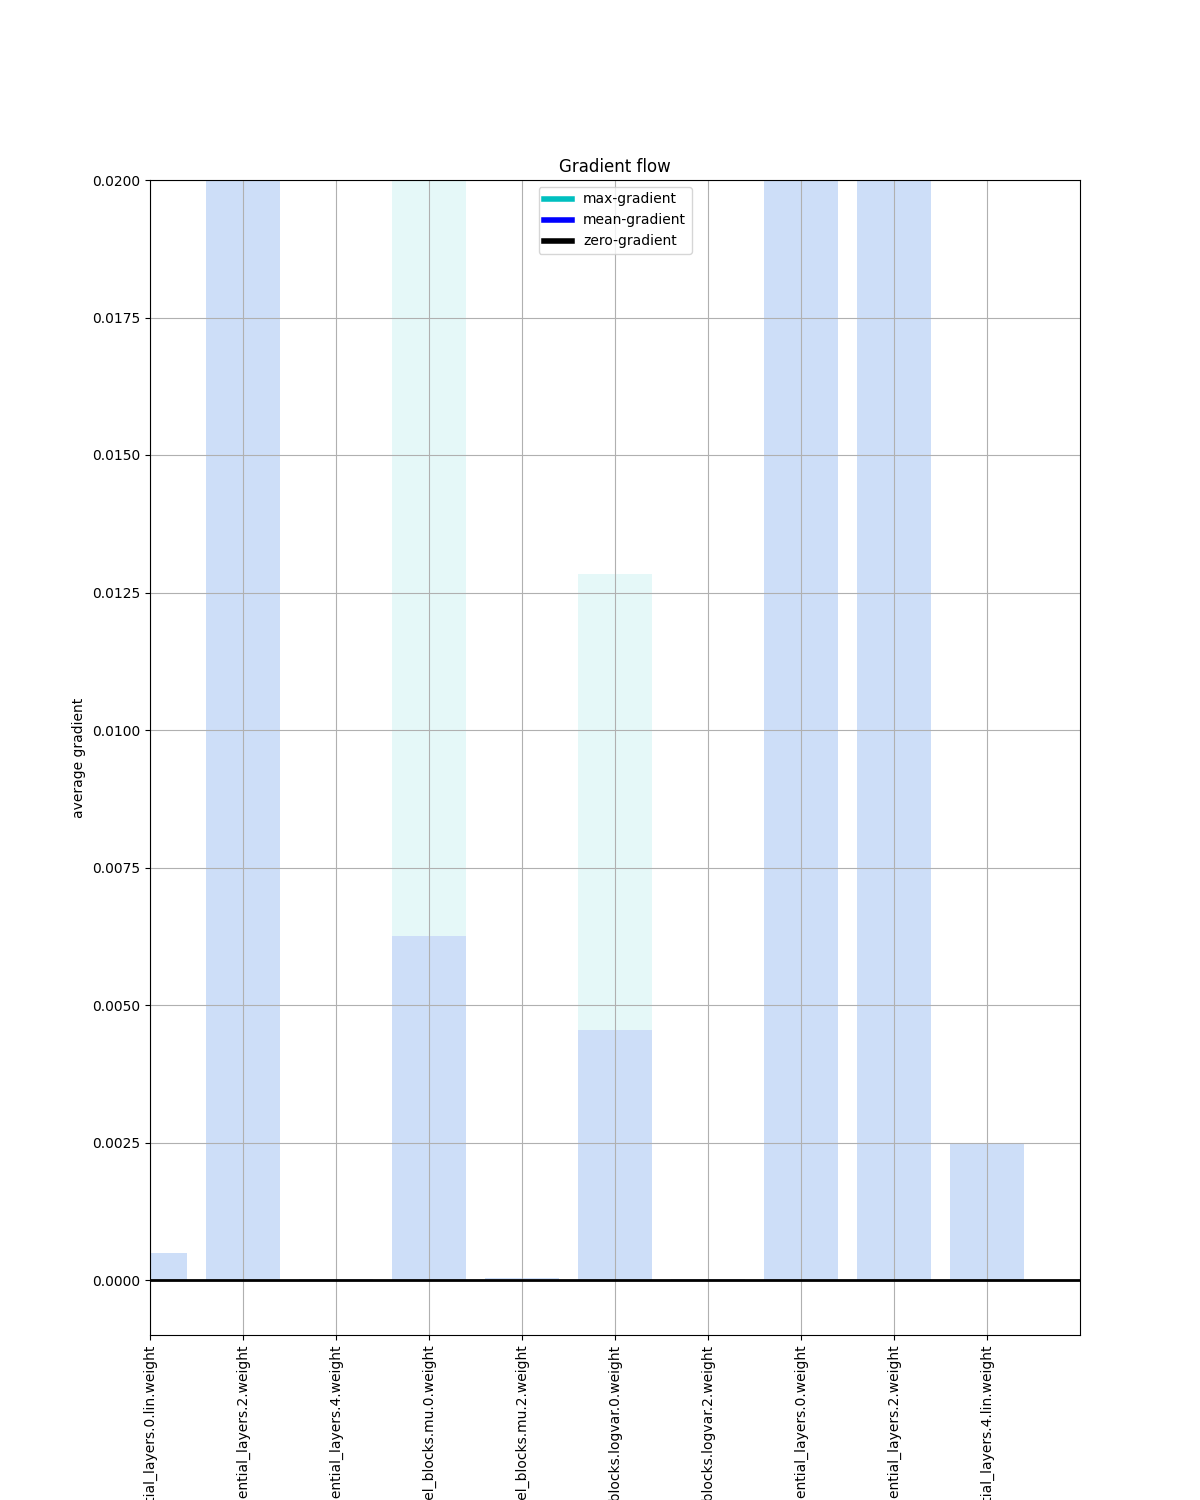 Gradient flow
max-gradient
mean-gradient
zero-gradient
0.0200
0.0175
0.0150
0.0125
0.0100
0.0075
0.0050
0.0025
0.0000
average gradient
tial_layers.0.lin.weight
ential_layers.2.weight
ential_layers.4.weight
el_blocks.mu.0.weight
el_blocks.mu.2.weight
blocks.logvar.0.weight
blocks.logvar.2.weight
ential_layers.0.weight
ential_layers.2.weight
tial_layers.4.lin.weight